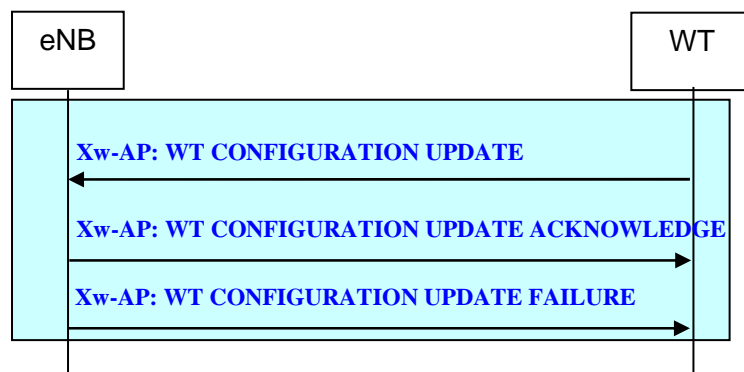 eNB
WT
Xw-AP: WT CONFIGURATION UPDATE
Xw-AP: WT CONFIGURATION UPDATE ACKNOWLEDGE
Xw-AP: WT CONFIGURATION UPDATE FAILURE